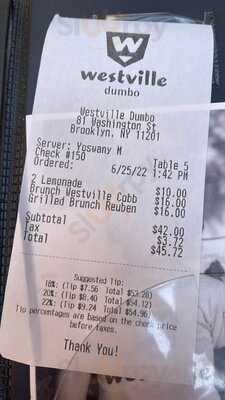 westville
dumbo
Westville Dumbo
81 Washington St
Brooklyn, NY 11201
Server: Yoswany M
Check #150 Table 5
Ordered: 6/25/22 1:42 PM
2 Lemonade $10.00
Brunch Westville Cobb $16.00
Grilled Brunch Reuben $16.00
Subtotal $42.00
Tax $3.72
Total $45.72
Suggested Tip:
18%: (Tip $7.56 Total $53.28)
20%: (Tip $8.40 Total $54.12)
22%: (Tip $9.24 Total $54.96)
Tip percentages are based on the check price
before taxes.
Thank You!
westville